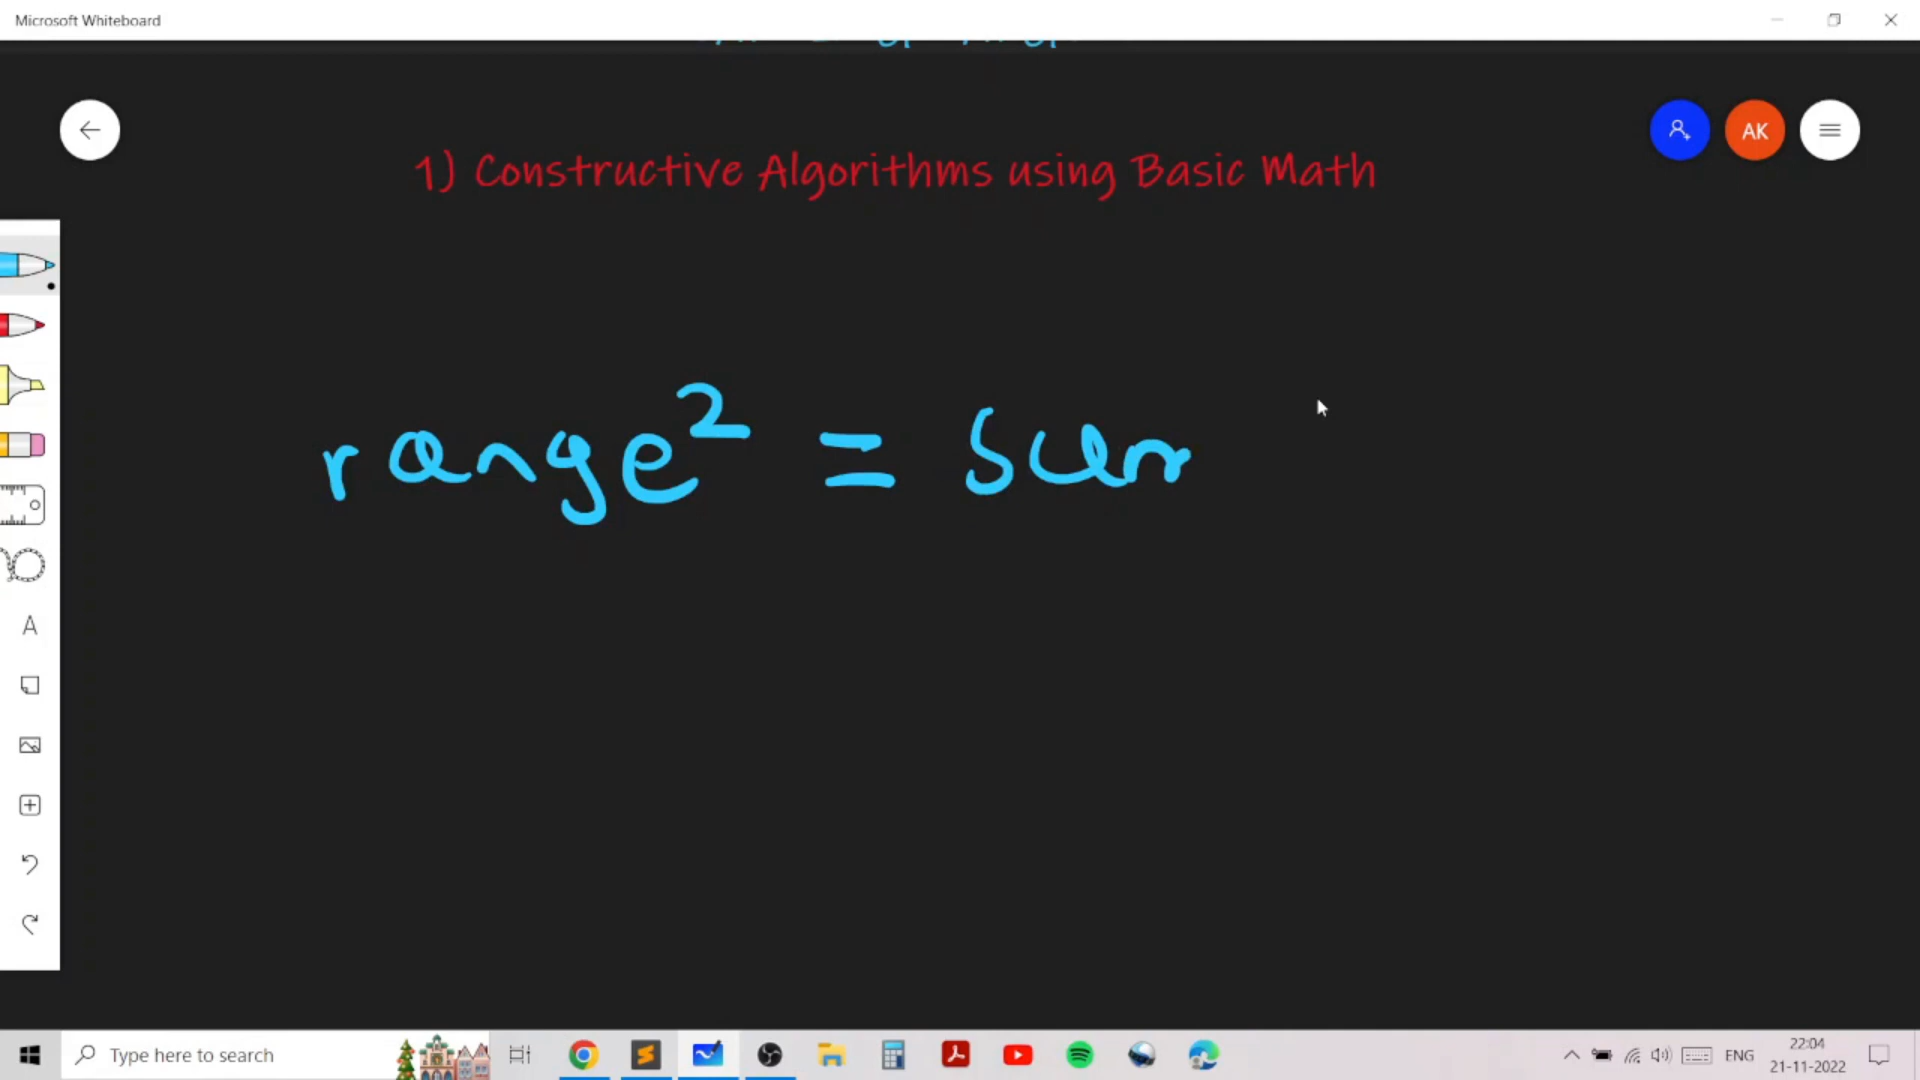 Microsoft Whiteboard
AK
1) Constructive Algorithms using Basic Math
range² = sum
A
Type here to search
ENG
22:04
21-11-2022